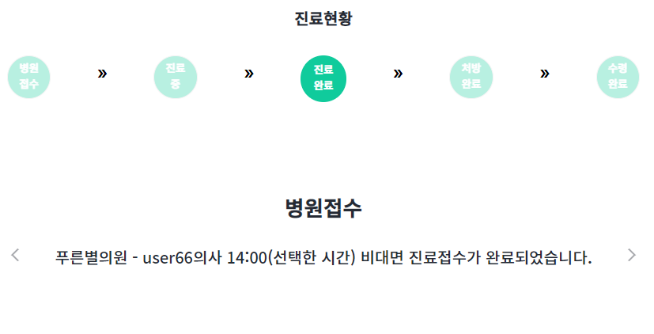 진료현황
병원
접수
»
진료
중
»
진료
완료
»
처방
완료
»
수령
완료
병원접수
푸른별의원 - user66의사 14:00(선택한 시간) 비대면 진료접수가 완료되었습니다.